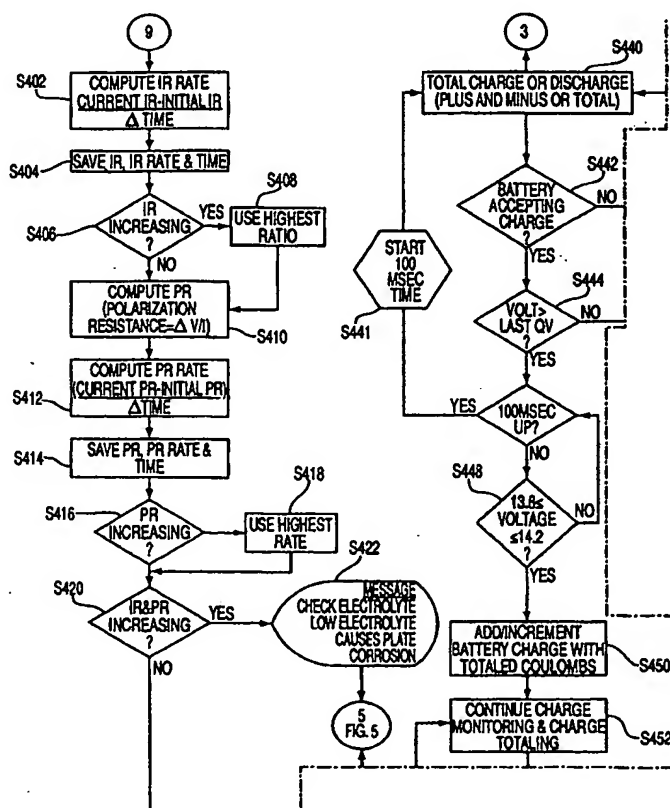 9
S402
COMPUTE IR RATE
CURRENT IR-INITIAL IR
Δ TIME
S404
SAVE IR, IR RATE & TIME
S406
IR
INCREASING
?
YES
NO
S408
USE HIGHEST
RATIO
COMPUTE PR
(POLARIZATION
RESISTANCE=Δ V/I)
S410
COMPUTE PR RATE
(CURRENT PR-INITIAL PR)
ΔTIME
S412
S414
SAVE PR, PR RATE &
TIME
S416
PR
INCREASING
?
S418
USE HIGHEST
RATE
S420
IR&PR
INCREASING
?
YES
NO
S422
MESSAGE
CHECK ELECTROLYTE
LOW ELECTROLYTE
CAUSES PLATE
CORROSION
5
FIG. 5
3
S440
TOTAL CHARGE OR DISCHARGE
(PLUS AND MINUS OR TOTAL)
S442
BATTERY
ACCEPTING
CHARGE
?
NO
YES
START
100
MSEC
TIME
S441
S444
VOLT>
LAST QV
?
NO
YES
100MSEC
UP?
YES
NO
S448
13.8≤
VOLTAGE
≤14.2
?
NO
YES
ADD/INCREMENT
BATTERY CHARGE WITH
TOTALED COULOMBS
S450
CONTINUE CHARGE
MONITORING & CHARGE
TOTALING
S452